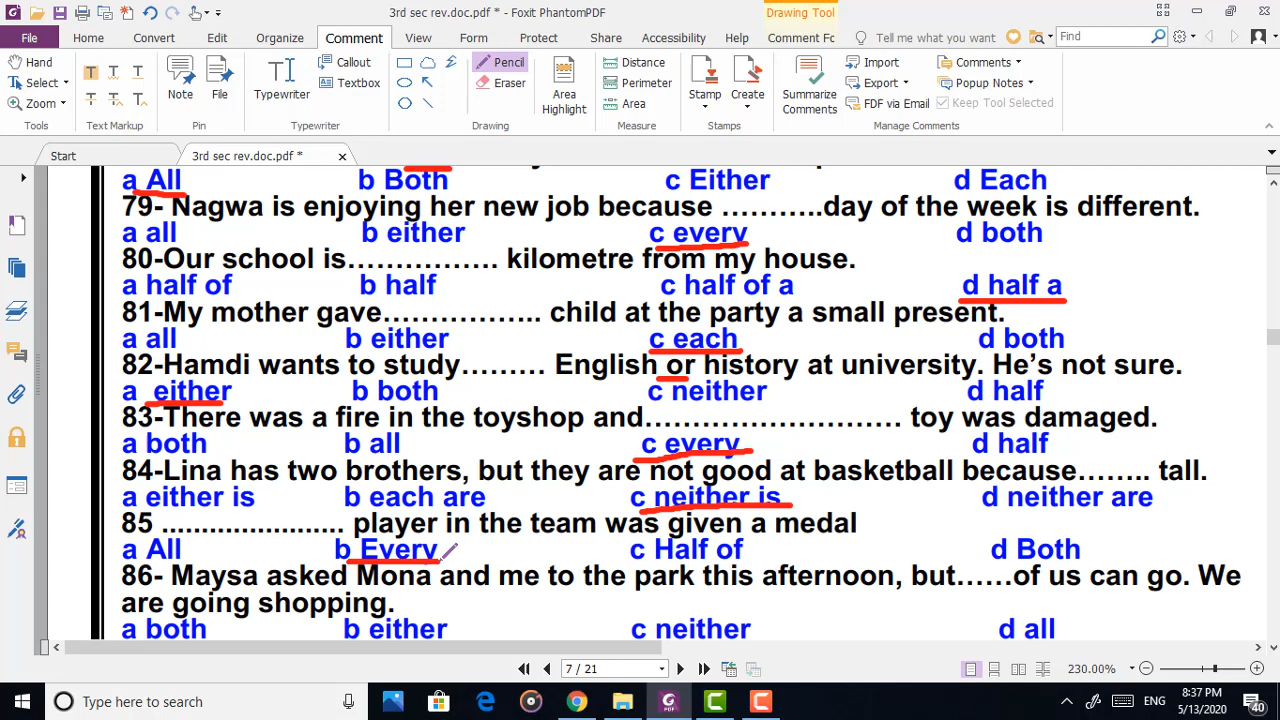 3rd sec rev.doc.pdf * - Foxit PhantomPDF
Drawing Tool
File Home Convert Edit Organize Comment View Form Protect Share Accessibility Help Comment Fc Tell me what you want... Find
Hand
Select
Zoom
Tools
Text Markup
Note
File
Pin
Typewriter
Callout
Textbox
Typewriter
Pencil
Eraser
Drawing
Area Highlight
Distance
Perimeter
Area
Measure
Stamp
Create
Stamps
Summarize Comments
Import
Export
FDF via Email
Comments
Popup Notes
Keep Tool Selected
Manage Comments
Start
3rd sec rev.doc.pdf *
a All b Both c Either d Each
79- Nagwa is enjoying her new job because ………..day of the week is different.
a all b either c every d both
80-Our school is……………. kilometre from my house.
a half of b half c half of a d half a
81-My mother gave…………….. child at the party a small present.
a all b either c each d both
82-Hamdi wants to study……… English or history at university. He’s not sure.
a either b both c neither d half
83-There was a fire in the toyshop and……………………… toy was damaged.
a both b all c every d half
84-Lina has two brothers, but they are not good at basketball because…….. tall.
a either is b each are c neither is d neither are
85 ........................ player in the team was given a medal
a All b Every c Half of d Both
86- Maysa asked Mona and me to the park this afternoon, but……of us can go. We
are going shopping.
a both b either c neither d all
7 / 21
230.00%
Type here to search
ENG
8:37 PM
5/13/2020
40